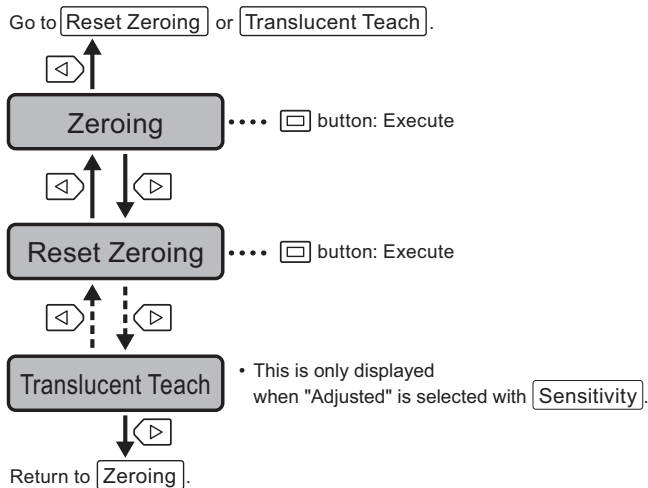 Go to Reset Zeroing or Translucent Teach.
Zeroing
button: Execute
Reset Zeroing
button: Execute
Translucent Teach
• This is only displayed
when "Adjusted" is selected with Sensitivity.
Return to Zeroing.